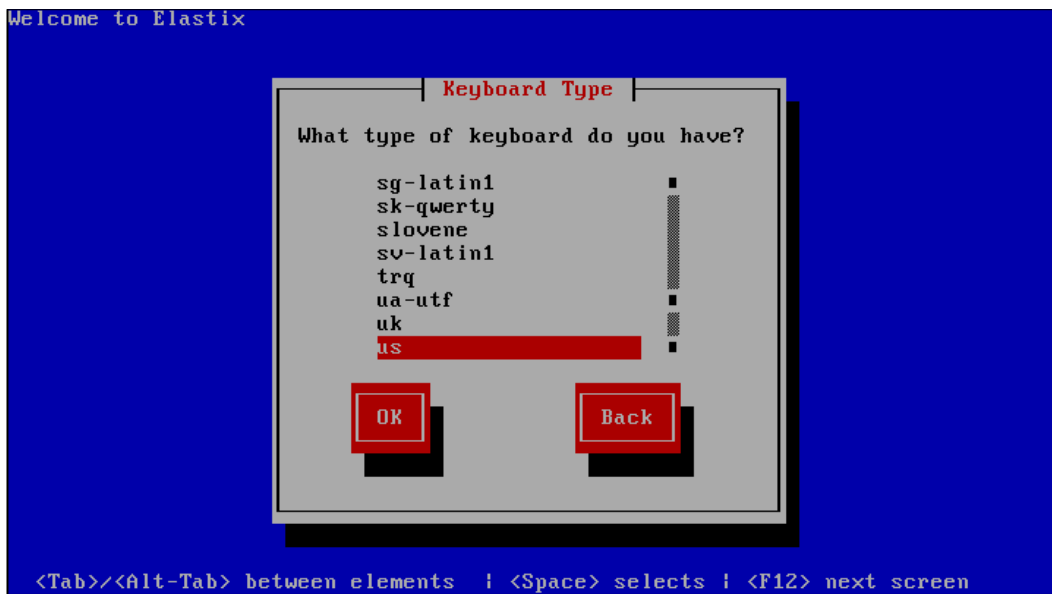 Welcome to Elastix
Keyboard Type
What type of keyboard do you have?
sg-latin1
sk-qwerty
slovene
sv-latin1
trq
ua-utf
uk
us
OK Back
<Tab>/<Alt-Tab> between elements | <Space> selects | <F12> next screen